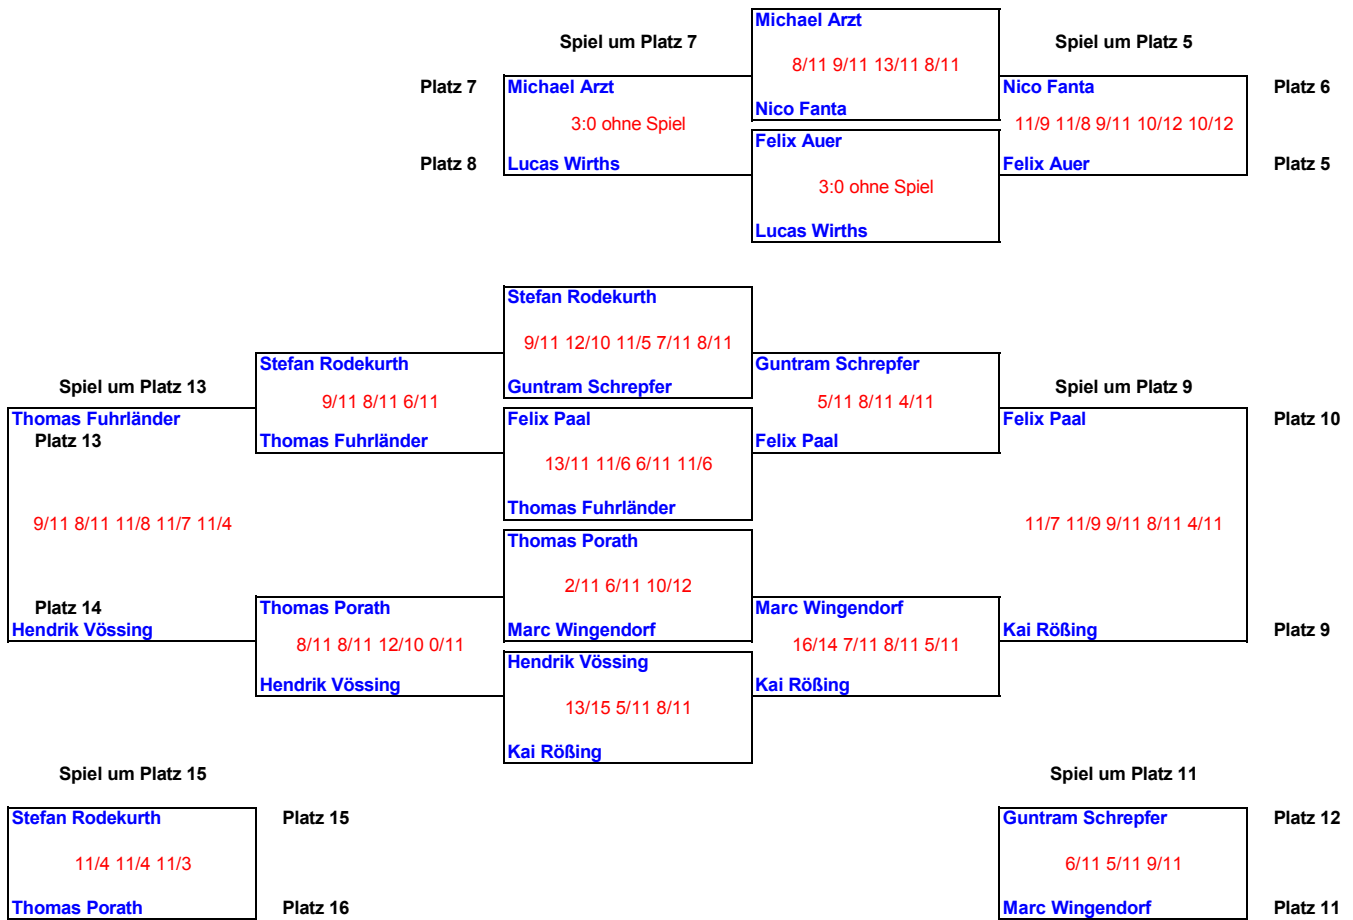 Michael Arzt
Spiel um Platz 7
Spiel um Platz 5
8/11 9/11 13/11 8/11
Platz 7
Michael Arzt
Nico Fanta
Platz 6
Nico Fanta
3:0 ohne Spiel
11/9 11/8 9/11 10/12 10/12
Felix Auer
Platz 8
Lucas Wirths
Felix Auer
Platz 5
3:0 ohne Spiel
Lucas Wirths
Stefan Rodekurth
9/11 12/10 11/5 7/11 8/11
Stefan Rodekurth
Guntram Schrepfer
Spiel um Platz 13
Guntram Schrepfer
Spiel um Platz 9
9/11 8/11 6/11
5/11 8/11 4/11
Thomas Fuhrländer
Felix Paal
Felix Paal
Platz 10
Platz 13
Thomas Fuhrländer
Felix Paal
13/11 11/6 6/11 11/6
Thomas Fuhrländer
9/11 8/11 11/8 11/7 11/4
11/7 11/9 9/11 8/11 4/11
Thomas Porath
2/11 6/11 10/12
Platz 14
Thomas Porath
Marc Wingendorf
Hendrik Vössing
Marc Wingendorf
Kai Rößing
Platz 9
8/11 8/11 12/10 0/11
16/14 7/11 8/11 5/11
Hendrik Vössing
Hendrik Vössing
Kai Rößing
13/15 5/11 8/11
Kai Rößing
Spiel um Platz 15
Spiel um Platz 11
Stefan Rodekurth
Platz 15
Guntram Schrepfer
Platz 12
11/4 11/4 11/3
6/11 5/11 9/11
Thomas Porath
Platz 16
Marc Wingendorf
Platz 11